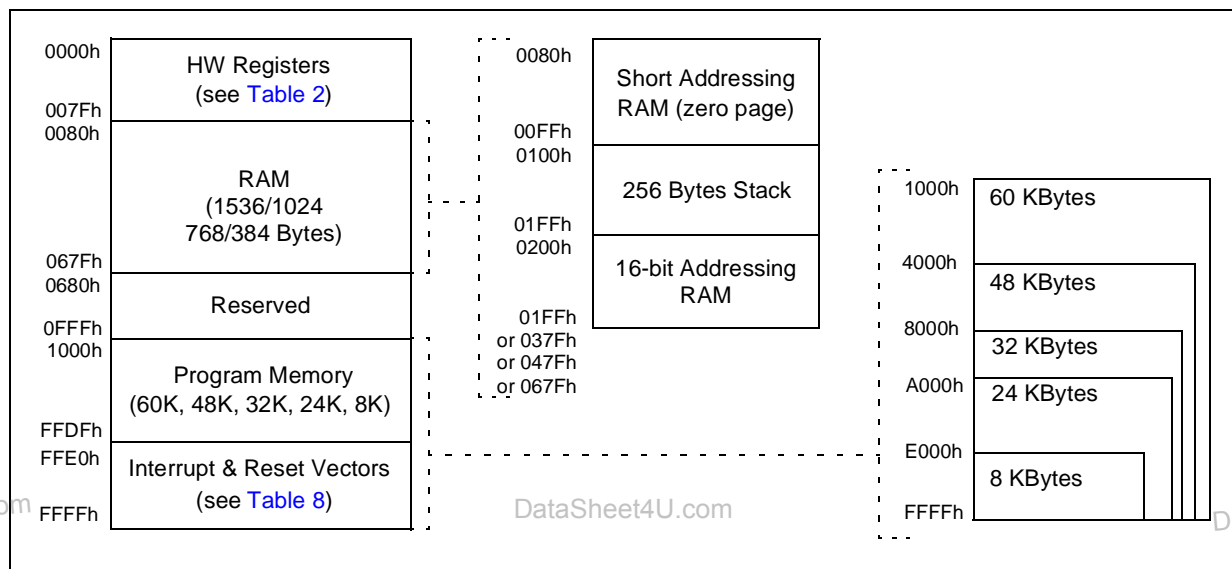 0000h
HW Registers
(see Table 2)
007Fh
0080h
RAM
(1536/1024
768/384 Bytes)
067Fh
0680h
Reserved
0FFFh
1000h
Program Memory
(60K, 48K, 32K, 24K, 8K)
FFDFh
FFE0h
Interrupt & Reset Vectors
(see Table 8)
FFFFh
0080h
Short Addressing
RAM (zero page)
00FFh
0100h
256 Bytes Stack
01FFh
0200h
16-bit Addressing
RAM
01FFh
or 037Fh
or 047Fh
or 067Fh
1000h
60 KBytes
4000h
48 KBytes
8000h
32 KBytes
A000h
24 KBytes
E000h
8 KBytes
FFFFh
om
DataSheet4U.com
D